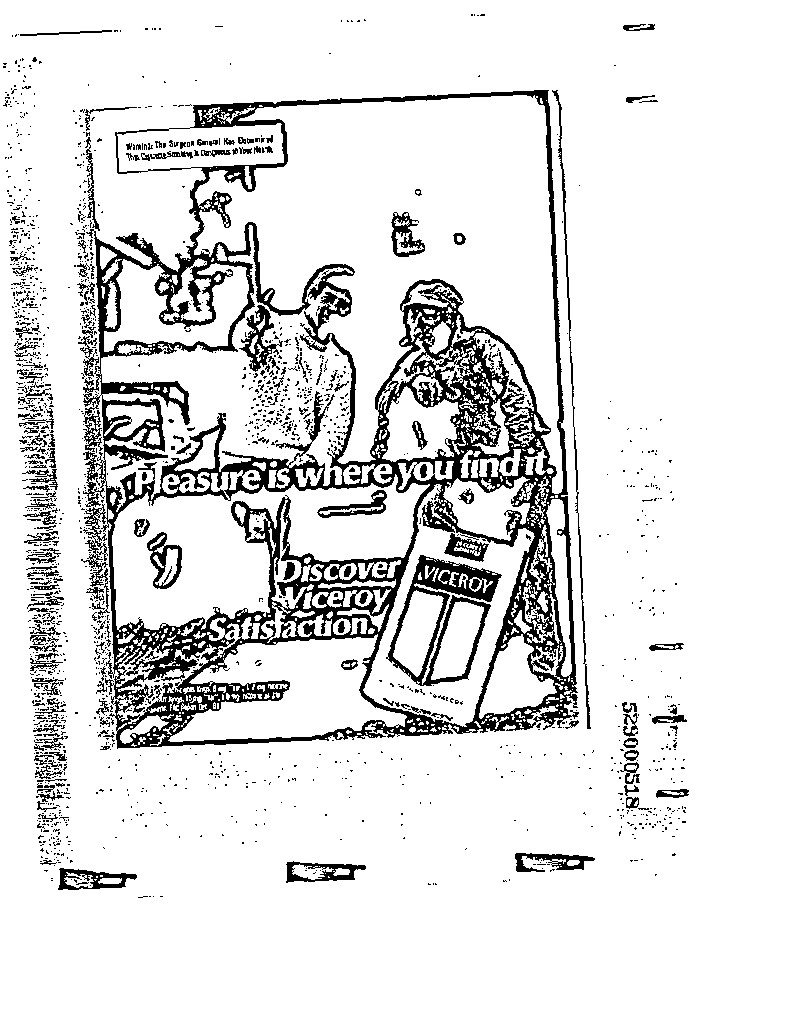 Warning: The Surgeon General Has Determined
That Cigarette Smoking Is Dangerous to Your Health.
Pleasure is where you find it.
Discover
Viceroy
Satisfaction.
VICEROY
529000518